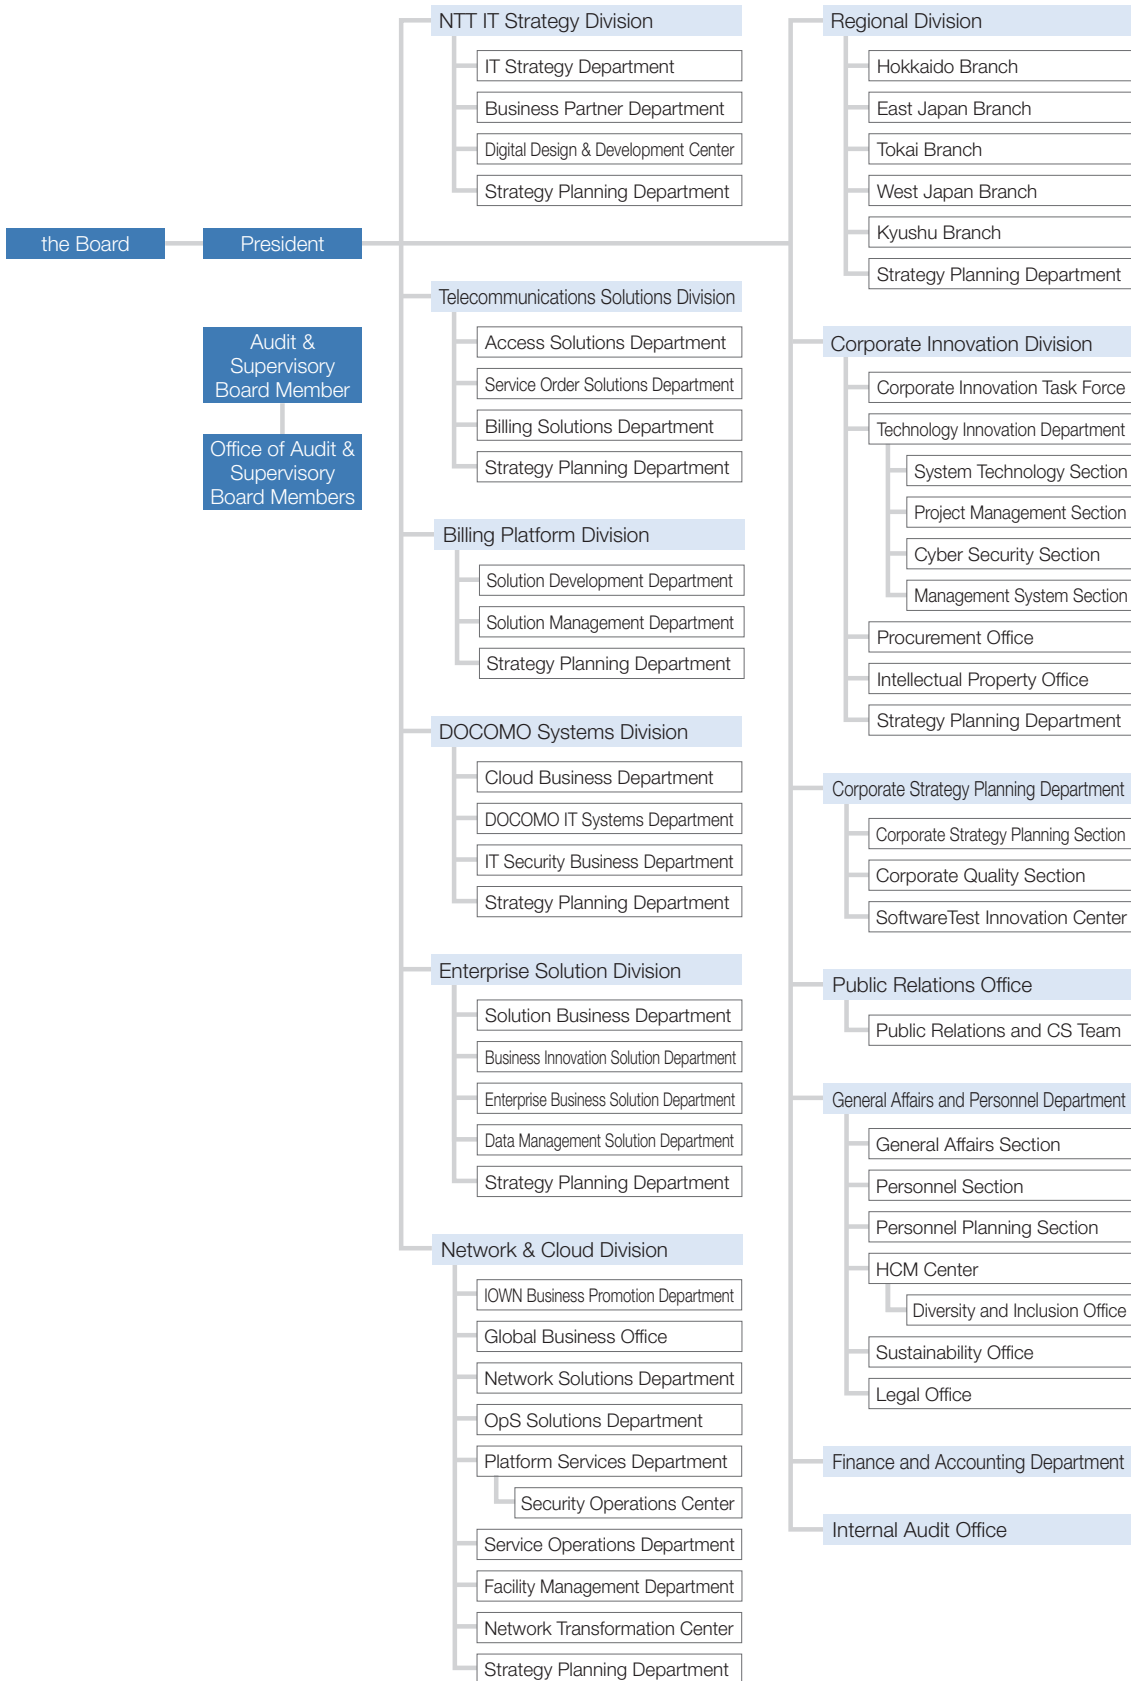 the Board
President
Audit &
Supervisory
Board Member
Office of Audit &
Supervisory
Board Members
NTT IT Strategy Division
IT Strategy Department
Business Partner Department
Digital Design & Development Center
Strategy Planning Department
Telecommunications Solutions Division
Access Solutions Department
Service Order Solutions Department
Billing Solutions Department
Strategy Planning Department
Billing Platform Division
Solution Development Department
Solution Management Department
Strategy Planning Department
DOCOMO Systems Division
Cloud Business Department
DOCOMO IT Systems Department
IT Security Business Department
Strategy Planning Department
Enterprise Solution Division
Solution Business Department
Business Innovation Solution Department
Enterprise Business Solution Department
Data Management Solution Department
Strategy Planning Department
Network & Cloud Division
IOWN Business Promotion Department
Global Business Office
Network Solutions Department
OpS Solutions Department
Platform Services Department
Security Operations Center
Service Operations Department
Facility Management Department
Network Transformation Center
Strategy Planning Department
Regional Division
Hokkaido Branch
East Japan Branch
Tokai Branch
West Japan Branch
Kyushu Branch
Strategy Planning Department
Corporate Innovation Division
Corporate Innovation Task Force
Technology Innovation Department
System Technology Section
Project Management Section
Cyber Security Section
Management System Section
Procurement Office
Intellectual Property Office
Strategy Planning Department
Corporate Strategy Planning Department
Corporate Strategy Planning Section
Corporate Quality Section
SoftwareTest Innovation Center
Public Relations Office
Public Relations and CS Team
General Affairs and Personnel Department
General Affairs Section
Personnel Section
Personnel Planning Section
HCM Center
Diversity and Inclusion Office
Sustainability Office
Legal Office
Finance and Accounting Department
Internal Audit Office